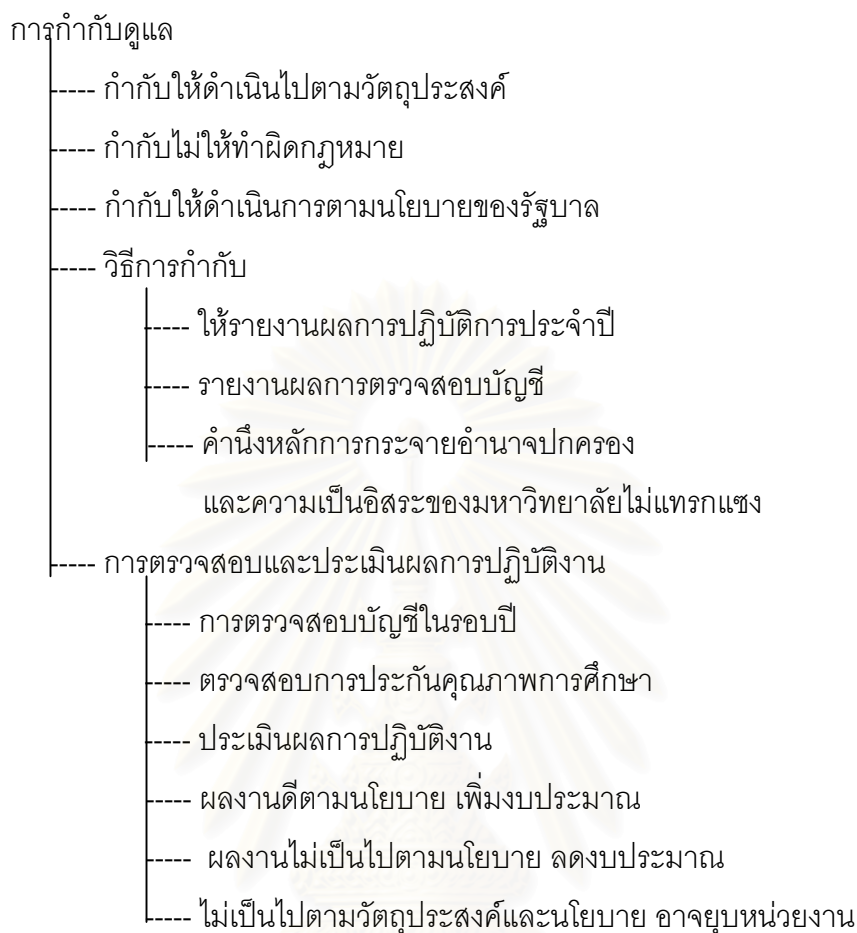 การกำกับดูแล
----- กำกับให้ดำเนินไปตามวัตถุประสงค์
----- กำกับไม่ให้ทำผิดกฎหมาย
----- กำกับให้ดำเนินการตามนโยบายของรัฐบาล
----- วิธีการกำกับ
----- ให้รายงานผลการปฏิบัติการประจำปี
----- รายงานผลการตรวจสอบบัญชี
----- คำนึงหลักการกระจายอำนาจปกครอง
และความเป็นอิสระของมหาวิทยาลัยไม่แทรกแซง
----- การตรวจสอบและประเมินผลการปฏิบัติงาน
----- การตรวจสอบบัญชีในรอบปี
----- ตรวจสอบการประกันคุณภาพการศึกษา
----- ประเมินผลการปฏิบัติงาน
----- ผลงานดีตามนโยบาย เพิ่มงบประมาณ
----- ผลงานไม่เป็นไปตามนโยบาย ลดงบประมาณ
----- ไม่เป็นไปตามวัตถุประสงค์และนโยบาย อาจยุบหน่วยงาน